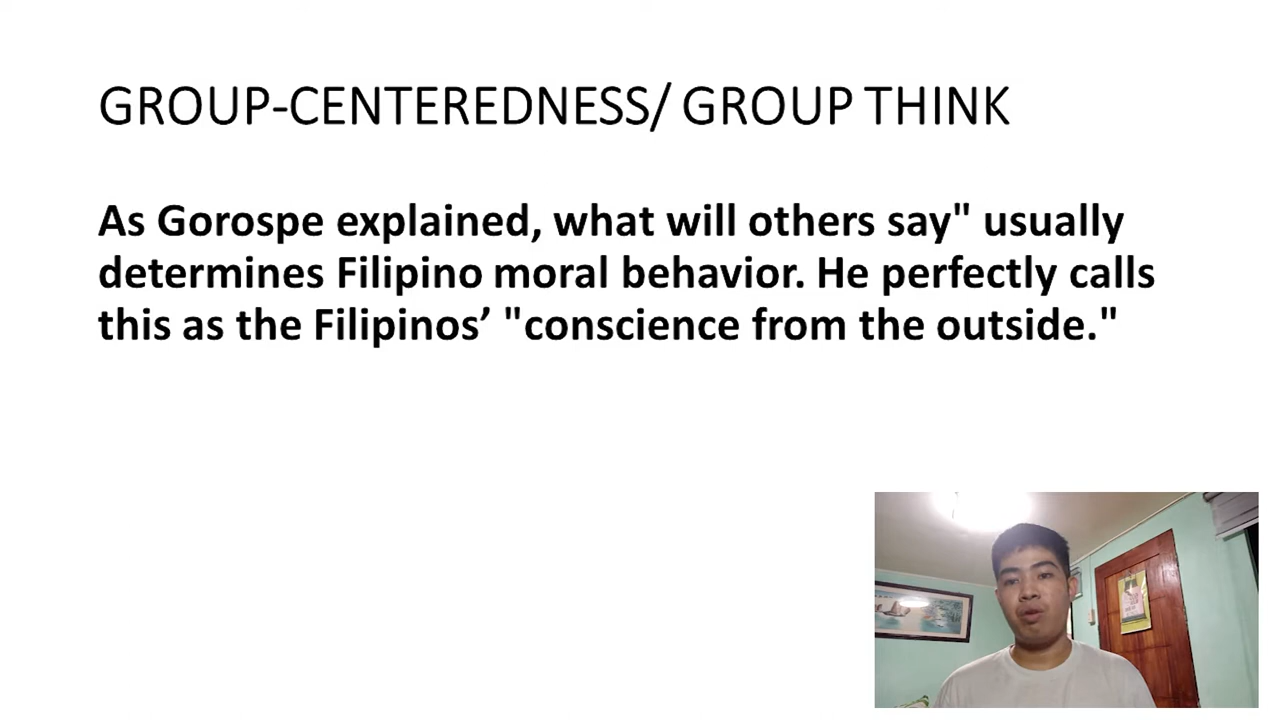 GROUP-CENTEREDNESS/ GROUP THINK
As Gorospe explained, what will others say" usually
determines Filipino moral behavior. He perfectly calls
this as the Filipinos’ "conscience from the outside."